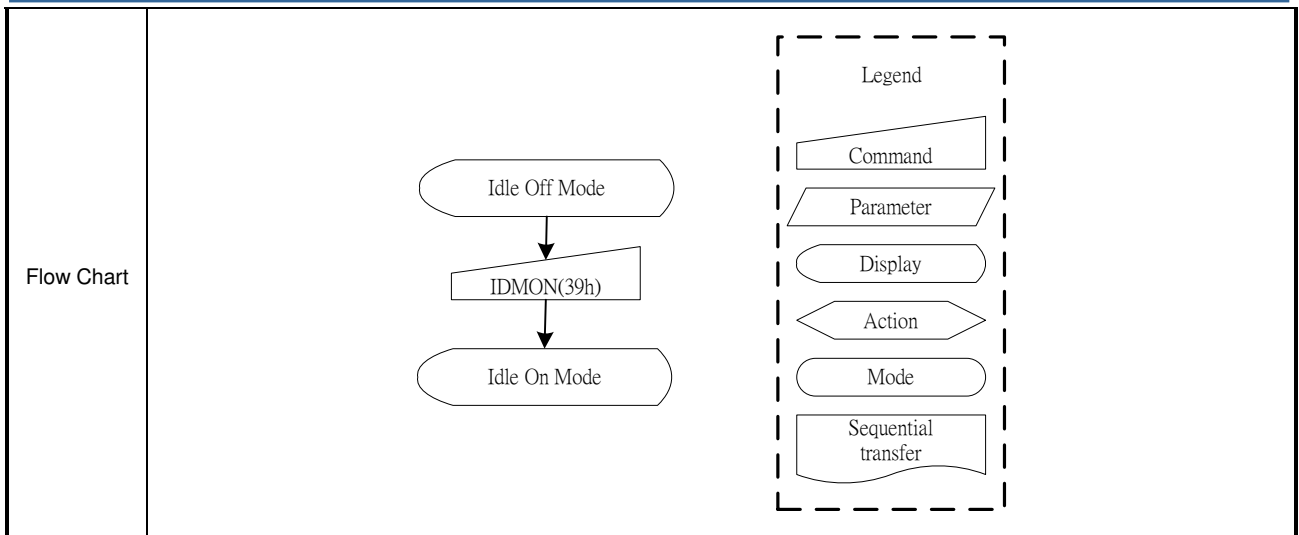 Flow Chart
Idle Off Mode
IDMON(39h)
Idle On Mode
Legend
Command
Parameter
Display
Action
Mode
Sequential
transfer